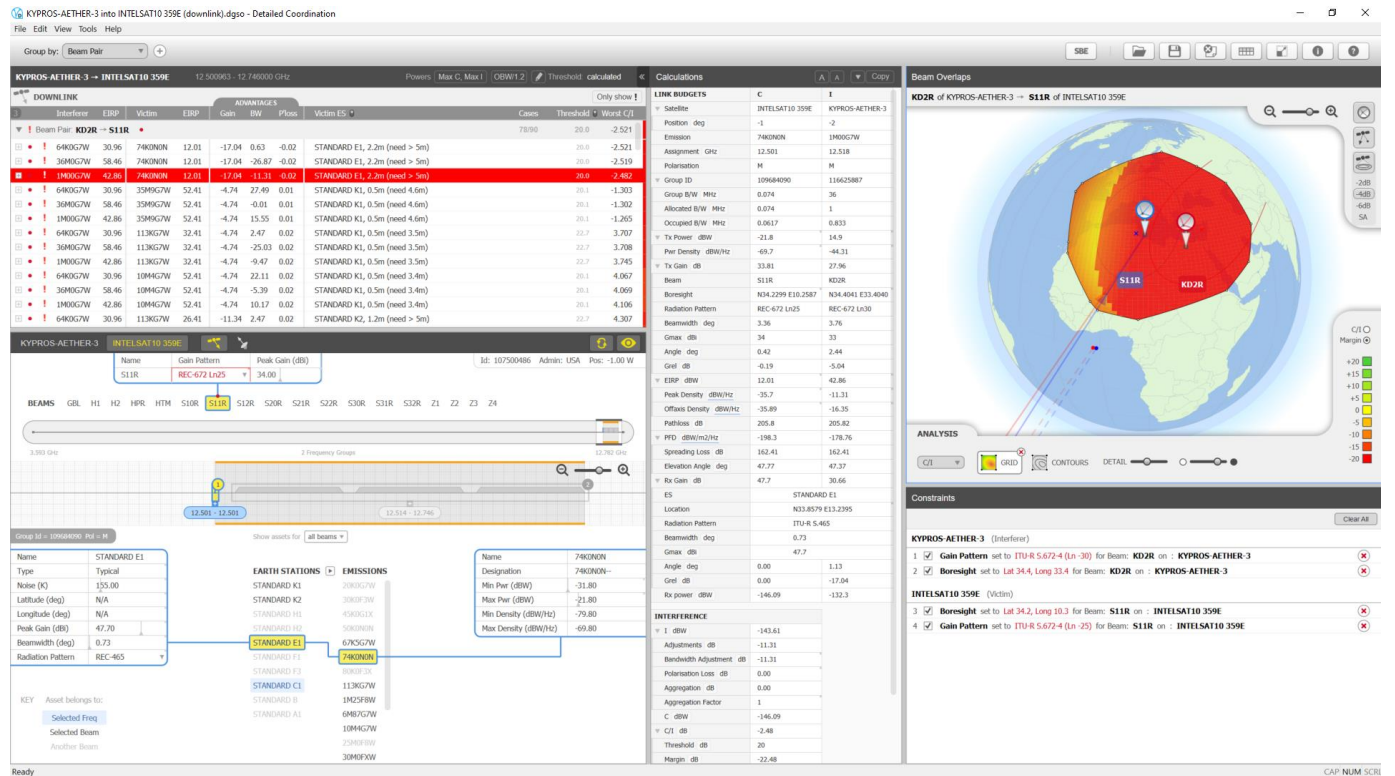 KYPROS-AETHER-3 into INTELSAT10 359E (downlink).dgso - Detailed Coordination
File Edit View Tools Help
Group by: Beam Pair
SBE
KYPROS-AETHER-3 → INTELSAT10 359E 12.500963 - 12.746000 GHz Powers Max C, Max I OBW/1.2 Threshold: calculated
DOWNLINK Only show !
ADVANTAGES
Interferer EIRP Victim EIRP Gain BW Ploss Victim ES Cases Threshold Worst C/I
! Beam Pair: KD2R → S11R 78/90 20.0 -2.521
! 64K0G7W 30.96 74K0N0N 12.01 -17.04 0.63 -0.02 STANDARD E1, 2.2m (need > 5m) 20.0 -2.521
! 36M0G7W 58.46 74K0N0N 12.01 -17.04 -26.87 -0.02 STANDARD E1, 2.2m (need > 5m) 20.0 -2.519
! 1M00G7W 42.86 74K0N0N 12.01 -17.04 -11.31 -0.02 STANDARD E1, 2.2m (need > 5m) 20.0 -2.482
! 64K0G7W 30.96 35M9G7W 52.41 -4.74 27.49 0.01 STANDARD K1, 0.5m (need 4.6m) 20.1 -1.303
! 36M0G7W 58.46 35M9G7W 52.41 -4.74 -0.01 0.01 STANDARD K1, 0.5m (need 4.6m) 20.1 -1.302
! 1M00G7W 42.86 35M9G7W 52.41 -4.74 15.55 0.01 STANDARD K1, 0.5m (need 4.6m) 20.1 -1.265
! 64K0G7W 30.96 113KG7W 32.41 -4.74 2.47 0.02 STANDARD K1, 0.5m (need 3.5m) 22.7 3.707
! 36M0G7W 58.46 113KG7W 32.41 -4.74 -25.03 0.02 STANDARD K1, 0.5m (need 3.5m) 22.7 3.708
! 1M00G7W 42.86 113KG7W 32.41 -4.74 -9.47 0.02 STANDARD K1, 0.5m (need 3.5m) 22.7 3.745
! 64K0G7W 30.96 10M4G7W 52.41 -4.74 22.11 0.02 STANDARD K1, 0.5m (need 3.4m) 20.1 4.067
! 36M0G7W 58.46 10M4G7W 52.41 -4.74 -5.39 0.02 STANDARD K1, 0.5m (need 3.4m) 20.1 4.069
! 1M00G7W 42.86 10M4G7W 52.41 -4.74 10.17 0.02 STANDARD K1, 0.5m (need 3.4m) 20.1 4.106
! 64K0G7W 30.96 113KG7W 26.41 -11.34 2.47 0.02 STANDARD K2, 1.2m (need > 5m) 22.7 4.307
KYPROS-AETHER-3 INTELSAT10 359E
Name Gain Pattern Peak Gain (dBi)
S11R REC-672 Ln25 34.00
Id: 107500486 Admin: USA Pos: -1.00 W
BEAMS GBL H1 H2 HPR HTM S10R S11R S12R S20R S21R S22R S30R S31R S32R Z1 Z2 Z3 Z4
3.593 GHz 2 Frequency Groups 12.782 GHz
1 2
12.501 - 12.501 12.514 - 12.746
Group Id = 109684090 Pol = M
Show assets for all beams
Name STANDARD E1
Type Typical
Noise (K) 155.00
Latitude (deg) N/A
Longitude (deg) N/A
Peak Gain (dBi) 47.70
Beamwidth (deg) 0.73
Radiation Pattern REC-465
KEY Asset belongs to:
Selected Freq
Selected Beam
Another Beam
EARTH STATIONS EMISSIONS
STANDARD K1 20K0G7W
STANDARD K2 30K0F3W
STANDARD H1 45K0G1X
STANDARD H2 56K0N0N
STANDARD E1 67K5G7W
STANDARD F1 74K0N0N
STANDARD F2 80K0F3X
STANDARD C1 113KG7W
STANDARD B 1M25F8W
STANDARD A1 6M87G7W
10M4G7W
25M0F8W
30M0FXW
Name 74K0N0N
Designation 74K0N0N--
Min Pwr (dBW) -31.80
Max Pwr (dBW) -21.80
Min Density (dBW/Hz) -79.80
Max Density (dBW/Hz) -69.80
Calculations A A Copy
LINK BUDGETS C I
Satellite INTELSAT10 359E KYPROS-AETHER-3
Position deg -1 -2
Emission 74K0N0N 1M00G7W
Assignment GHz 12.501 12.518
Polarisation M M
Group ID 109684090 116625887
Group B/W MHz 0.074 36
Allocated B/W MHz 0.074 1
Occupied B/W MHz 0.0617 0.833
Tx Power dBW -21.8 14.9
Pwr Density dBW/Hz -69.7 -44.31
Tx Gain dB 33.81 27.96
Beam S11R KD2R
Boresight N34.2299 E10.2587 N34.4041 E33.4040
Radiation Pattern REC-672 Ln25 REC-672 Ln30
Beamwidth deg 3.36 3.76
Gmax dBi 34 33
Angle deg 0.42 2.44
Grel dB -0.19 -5.04
EIRP dBW 12.01 42.86
Peak Density dBW/Hz -35.7 -11.31
Offaxis Density dBW/Hz -35.89 -16.35
Pathloss dB 205.8 205.82
PFD dBW/m2/Hz -198.3 -178.76
Spreading Loss dB 162.41 162.41
Elevation Angle deg 47.77 47.37
Rx Gain dB 47.7 30.66
ES STANDARD E1
Location N33.8579 E13.2395
Radiation Pattern ITU-R S.465
Beamwidth deg 0.73
Gmax dBi 47.7
Angle deg 0.00 1.13
Grel dB 0.00 -17.04
Rx power dBW -146.09 -132.3
INTERFERENCE
I dBW -143.61
Adjustments dB -11.31
Bandwidth Adjustment dB -11.31
Polarisation Loss dB 0.00
Aggregation dB 0.00
Aggregation Factor 1
C dBW -146.09
C/I dB -2.48
Threshold dB 20
Margin dB -22.48
Beam Overlaps
KD2R of KYPROS-AETHER-3 → S11R of INTELSAT10 359E
-2dB
-4dB
-6dB
SA
S11R
KD2R
C/I
Margin
+20
+15
+10
+5
0
-5
-10
-15
-20
ANALYSIS
C/I GRID CONTOURS DETAIL
Constraints
Clear All
KYPROS-AETHER-3 (Interferer)
1 Gain Pattern set to ITU-R S.672-4 (Ln -30) for Beam: KD2R on : KYPROS-AETHER-3
2 Boresight set to Lat 34.4, Long 33.4 for Beam: KD2R on : KYPROS-AETHER-3
INTELSAT10 359E (Victim)
3 Boresight set to Lat 34.2, Long 10.3 for Beam: S11R on : INTELSAT10 359E
4 Gain Pattern set to ITU-R S.672-4 (Ln -25) for Beam: S11R on : INTELSAT10 359E
Ready
CAP NUM SCRL